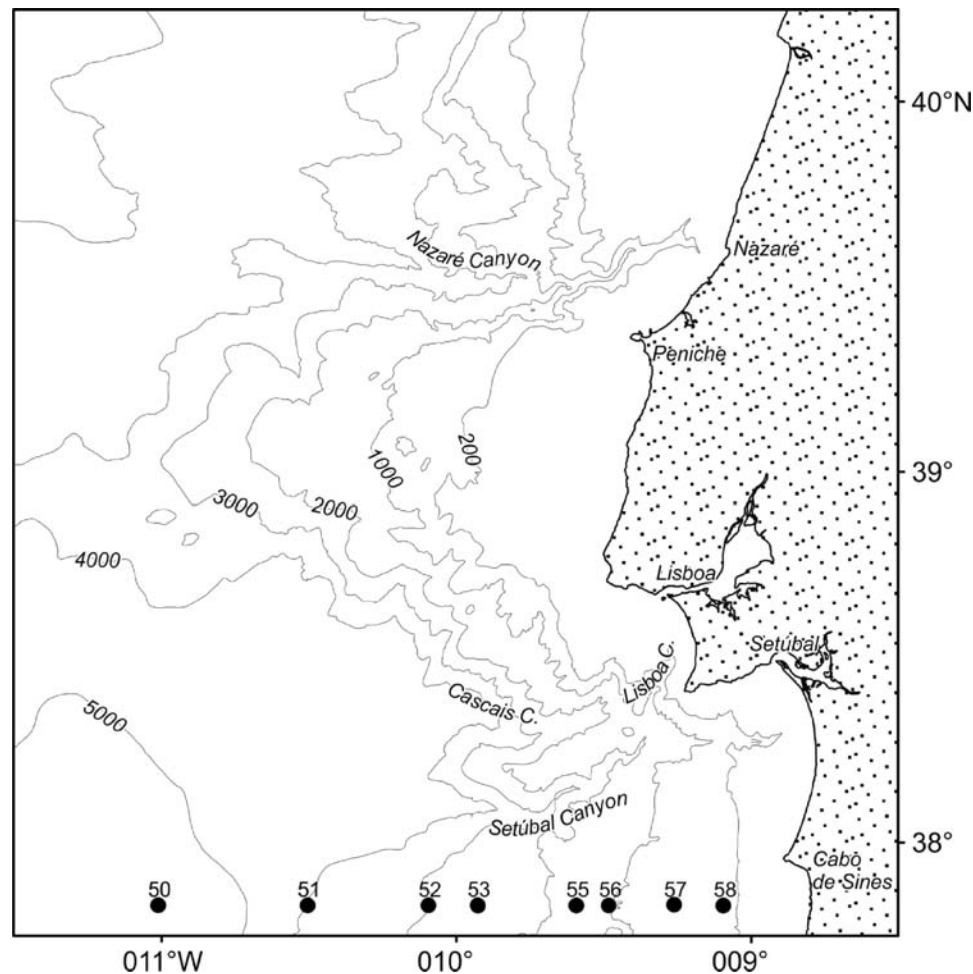 40°N
Nazaré Canyon
Nazaré
Peniche
200
1000
39°
3000
2000
4000
Lisboa
Setúbal
Lisboa C.
Cascais C.
5000
Setúbal Canyon
38°
Cabo
de Sines
50 51 52 53 55 56 57 58
011°W 010° 009°